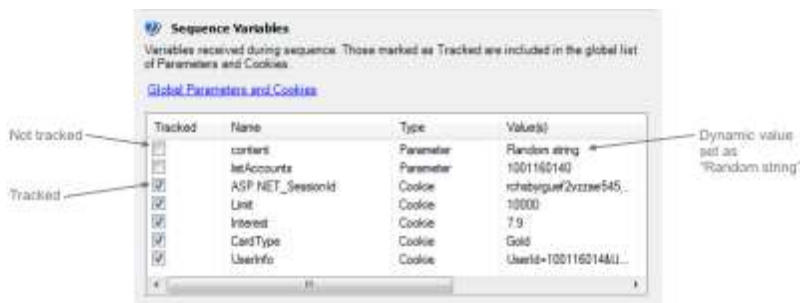 Sequence Variables
Variables received during sequence. Those marked as Tracked are included in the global list
of Parameters and Cookies.
Global Parameters and Cookies
Tracked Name Type Value(s)
Not tracked
content Parameter Random string
Dynamic value
set as
"Random string"
listAccounts Parameter 1001160140
Tracked
ASP.NET_SessionId Cookie
Limit Cookie 10000
Interest Cookie 7.9
CardType Cookie Gold
UserInfo Cookie UserId=100116014&U...